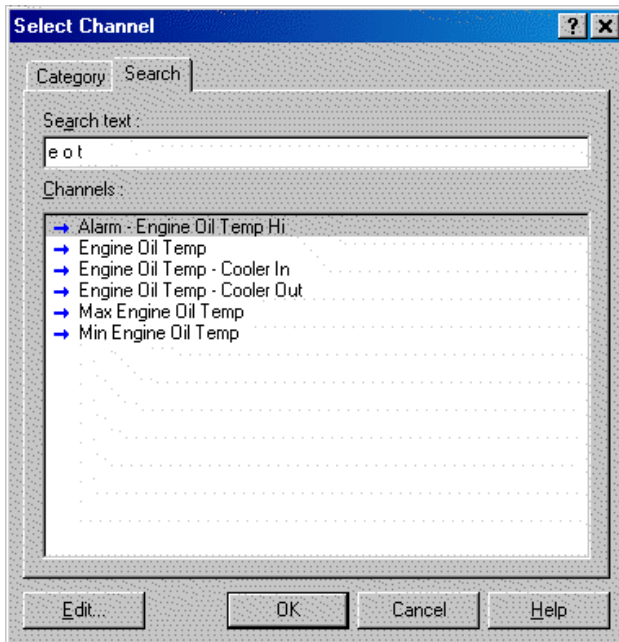 Select Channel
Category Search
Search text :
e o t
Channels :
Alarm - Engine Oil Temp Hi
Engine Oil Temp
Engine Oil Temp - Cooler In
Engine Oil Temp - Cooler Out
Max Engine Oil Temp
Min Engine Oil Temp
Edit... OK Cancel Help